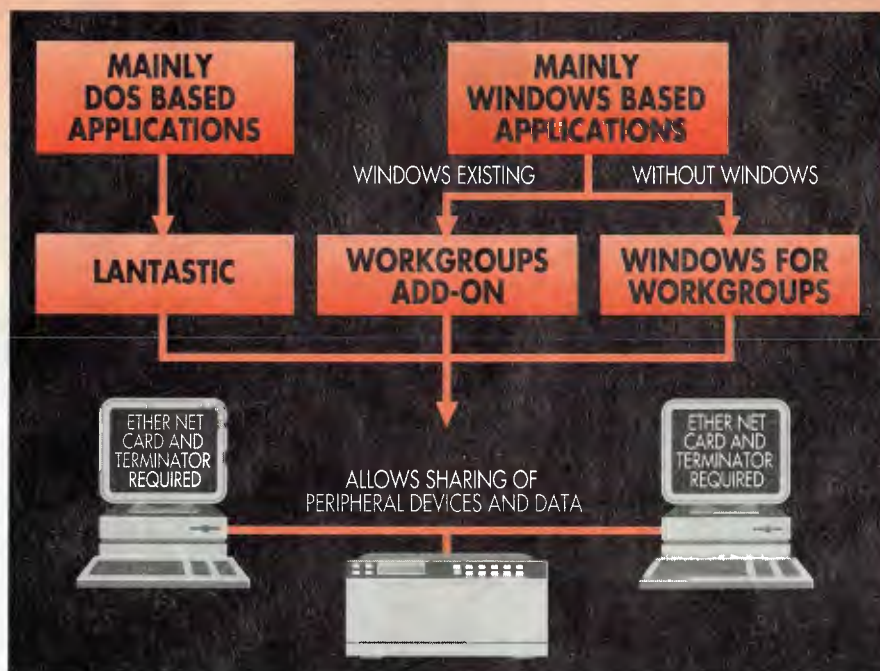 MAINLY
DOS BASED
APPLICATIONS
MAINLY
WINDOWS BASED
APPLICATIONS
WINDOWS EXISTING
WITHOUT WINDOWS
LANTASTIC
WORKGROUPS
ADD-ON
WINDOWS FOR
WORKGROUPS
ETHER NET
CARD AND
TERMINATOR
REQUIRED
ETHER NET
CARD AND
TERMINATOR
REQUIRED
ALLOWS SHARING OF
PERIPHERAL DEVICES AND DATA